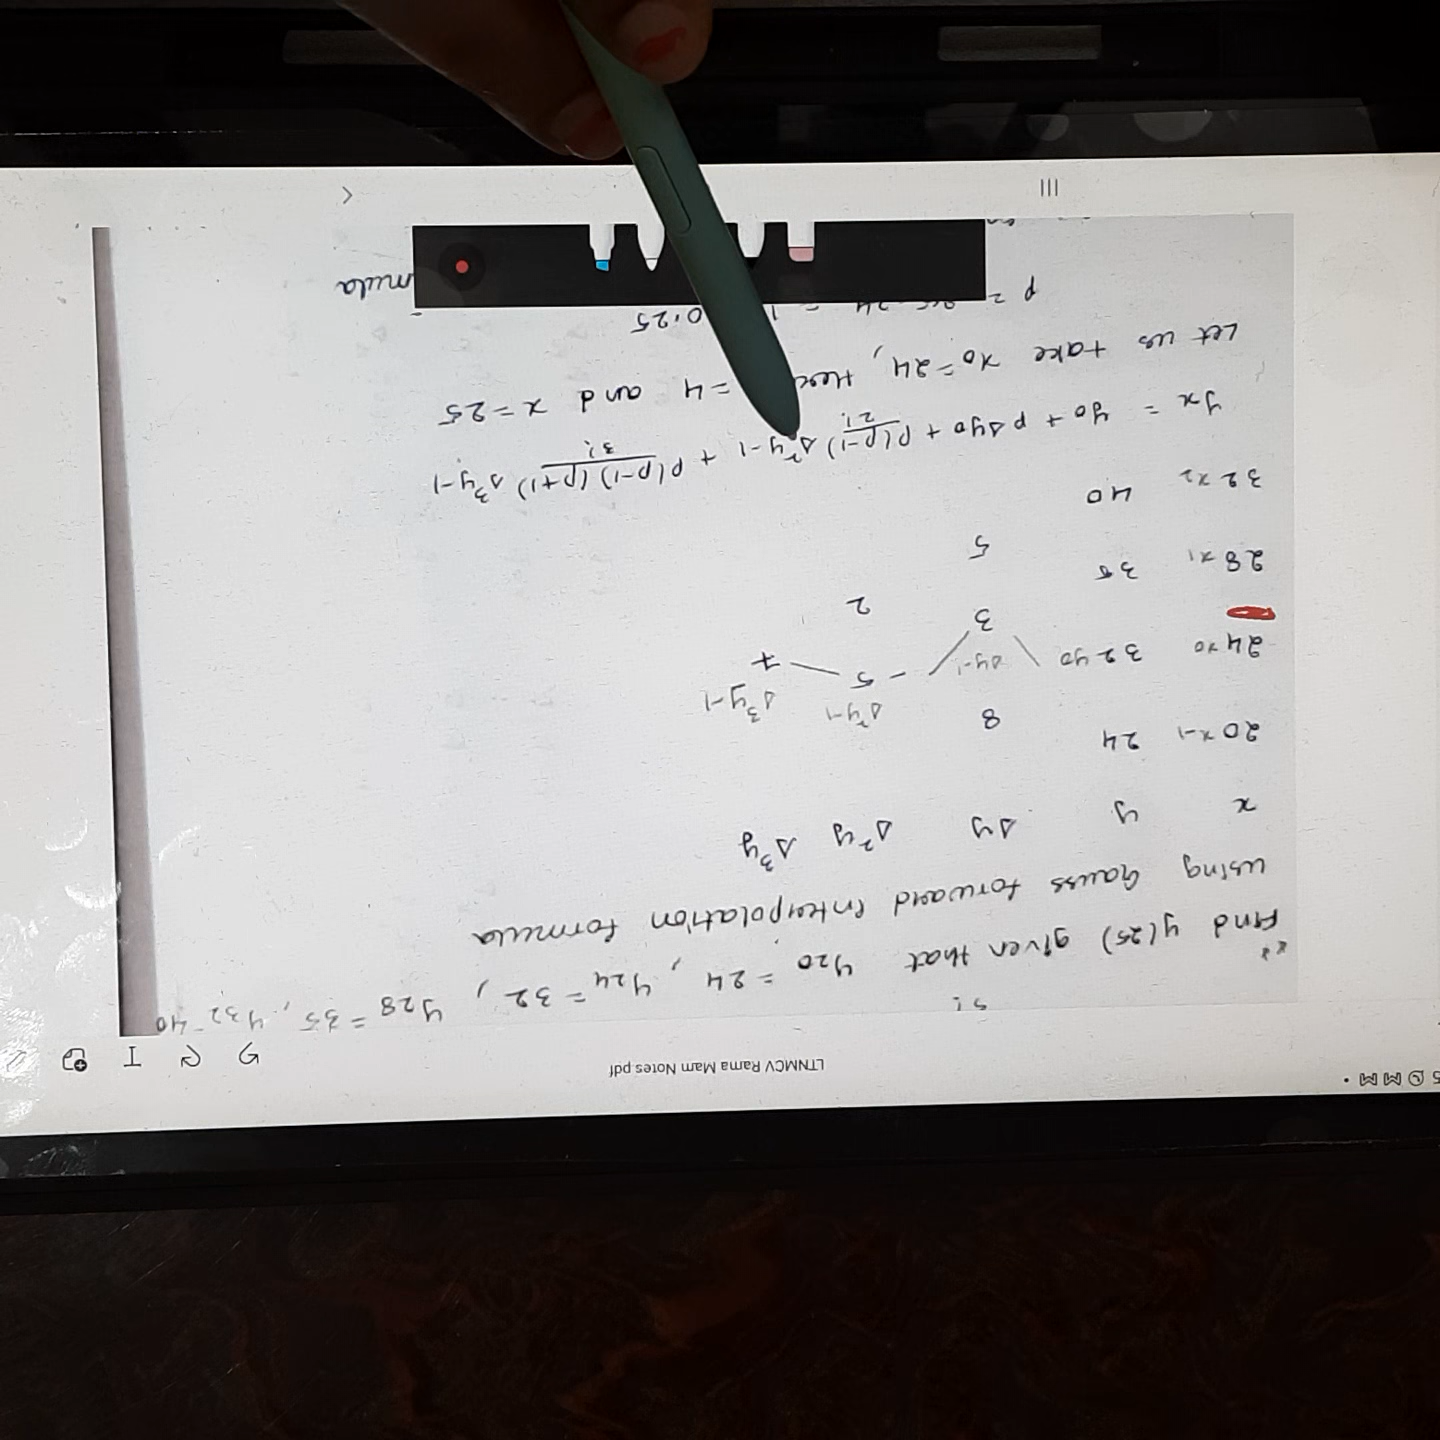 LTNMCV Rama Mam Notes.pdf
Find y(25) given that y20 = 24, y24 = 32, y28 = 35, y32 = 40
using Gauss forward Interpolation formula
x y Δy Δ²y Δ³y
20 x-1 24
8
Δ²y-1 Δ³y-1
24 x0 32 y0 Δy-1 5 7
3
2
28 x1 35
5
32 x2 40
yx = y0 + pΔy0 + p(p-1)/2! Δ²y-1 + p(p-1)(p+1)/3! Δ³y-1
Let us take x0 = 24, = 4 and x = 25
p = 0.25
mula